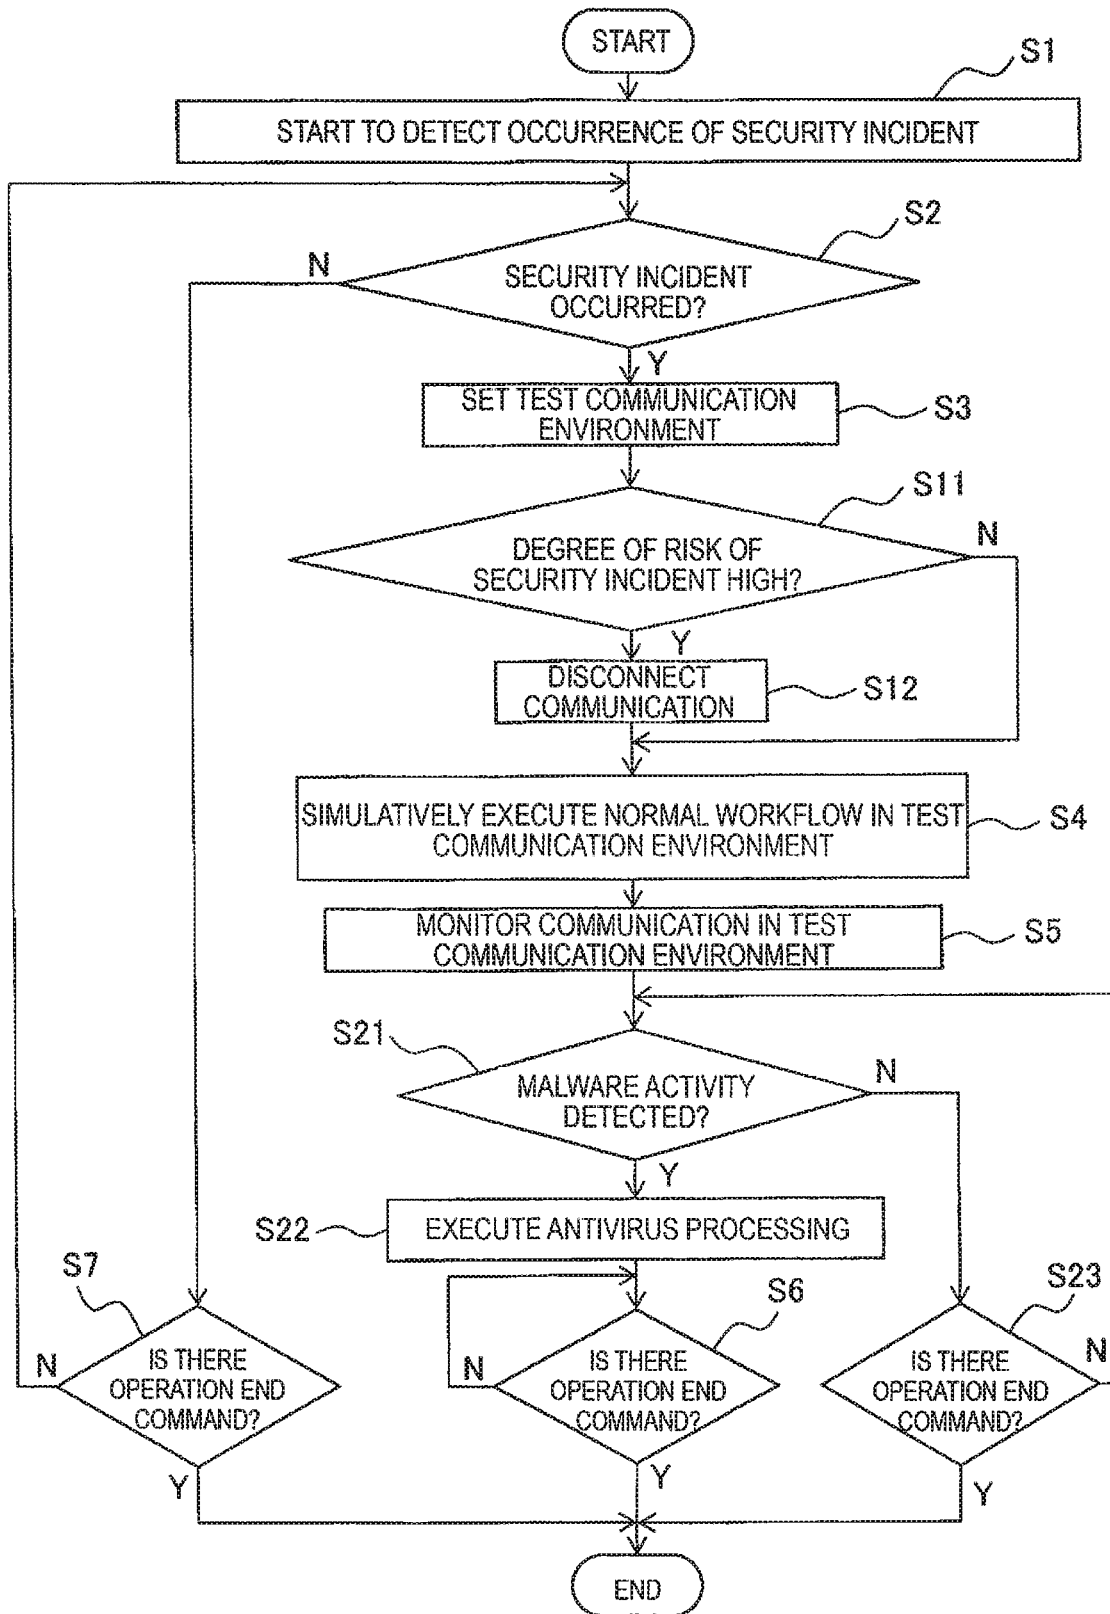 START
S1
START TO DETECT OCCURRENCE OF SECURITY INCIDENT
S2
N
SECURITY INCIDENT
OCCURRED?
Y
SET TEST COMMUNICATION
ENVIRONMENT
S3
S11
N
DEGREE OF RISK OF
SECURITY INCIDENT HIGH?
Y
DISCONNECT
COMMUNICATION
S12
SIMULATIVELY EXECUTE NORMAL WORKFLOW IN TEST
COMMUNICATION ENVIRONMENT
S4
MONITOR COMMUNICATION IN TEST
COMMUNICATION ENVIRONMENT
S5
S21
N
MALWARE ACTIVITY
DETECTED?
Y
S22
EXECUTE ANTIVIRUS PROCESSING
S7
S6
S23
N
IS THERE
OPERATION END
COMMAND?
N
IS THERE
OPERATION END
COMMAND?
N
IS THERE
OPERATION END
COMMAND?
Y
Y
Y
END